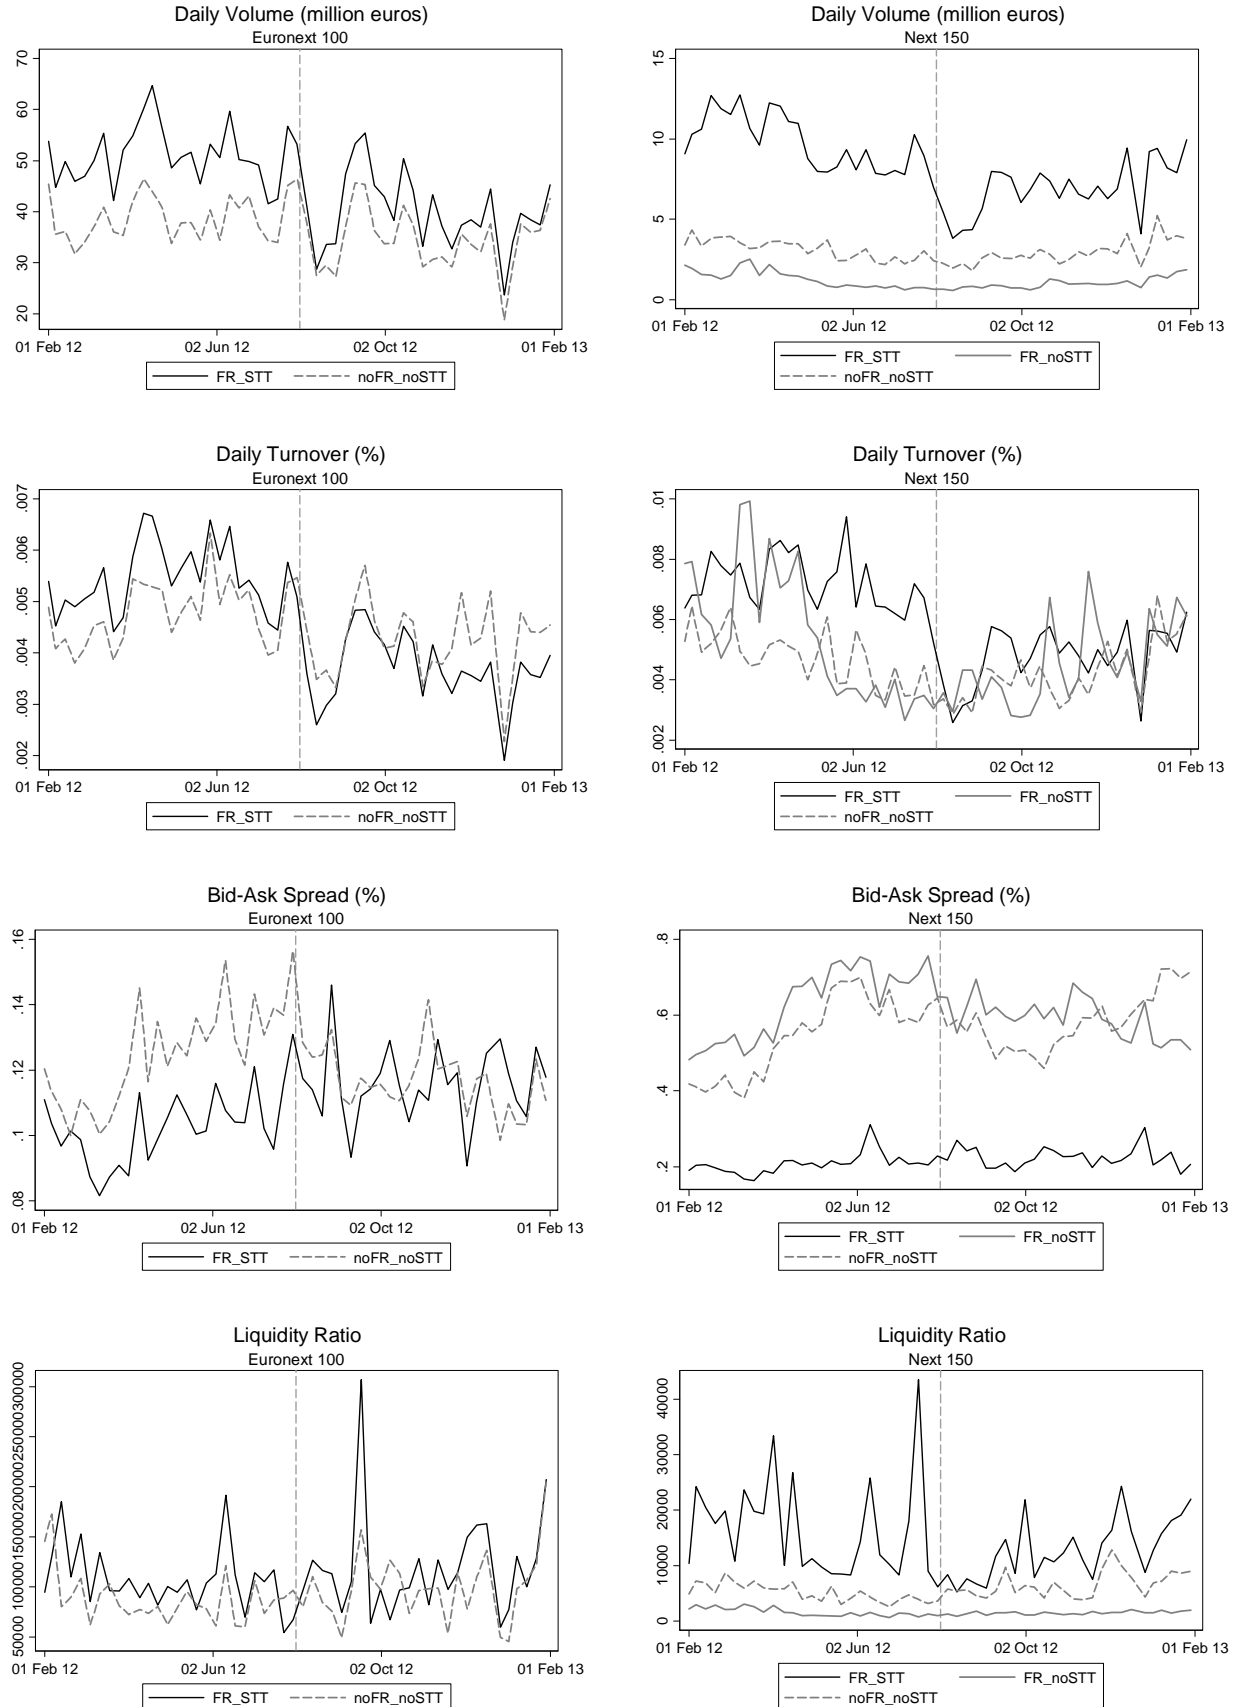 Daily Volume (million euros)
Euronext 100
70
60
50
40
30
20
01 Feb 12 02 Jun 12 02 Oct 12 01 Feb 13
FR_STT noFR_noSTT
Daily Volume (million euros)
Next 150
15
10
5
0
01 Feb 12 02 Jun 12 02 Oct 12 01 Feb 13
FR_STT FR_noSTT
noFR_noSTT
Daily Turnover (%)
Euronext 100
.007
.006
.005
.004
.003
.002
01 Feb 12 02 Jun 12 02 Oct 12 01 Feb 13
FR_STT noFR_noSTT
Daily Turnover (%)
Next 150
.01
.008
.006
.004
.002
01 Feb 12 02 Jun 12 02 Oct 12 01 Feb 13
FR_STT FR_noSTT
noFR_noSTT
Bid-Ask Spread (%)
Euronext 100
.16
.14
.12
.1
.08
01 Feb 12 02 Jun 12 02 Oct 12 01 Feb 13
FR_STT noFR_noSTT
Bid-Ask Spread (%)
Next 150
.8
.6
.4
.2
01 Feb 12 02 Jun 12 02 Oct 12 01 Feb 13
FR_STT FR_noSTT
noFR_noSTT
Liquidity Ratio
Euronext 100
300000
250000
200000
150000
100000
50000
01 Feb 12 02 Jun 12 02 Oct 12 01 Feb 13
FR_STT noFR_noSTT
Liquidity Ratio
Next 150
40000
30000
20000
10000
0
01 Feb 12 02 Jun 12 02 Oct 12 01 Feb 13
FR_STT FR_noSTT
noFR_noSTT